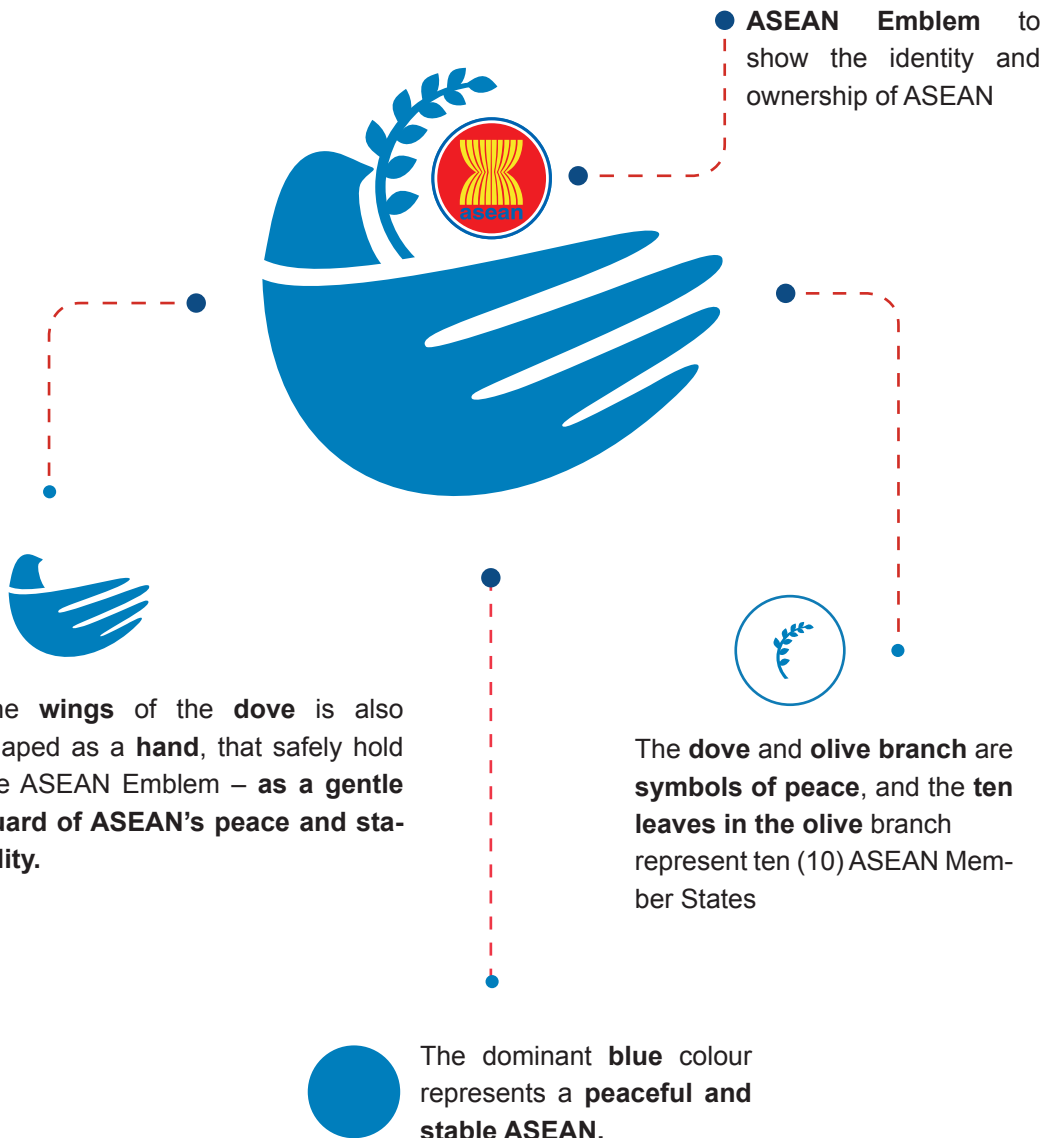 ASEAN Emblem to
show the identity and
ownership of ASEAN
asean
he wings of the dove is also
aped as a hand, that safely hold
e ASEAN Emblem – as a gentle
uard of ASEAN's peace and sta-
lity.
The dove and olive branch are
symbols of peace, and the ten
leaves in the olive branch
represent ten (10) ASEAN Mem-
ber States
The dominant blue colour
represents a peaceful and
stable ASEAN.